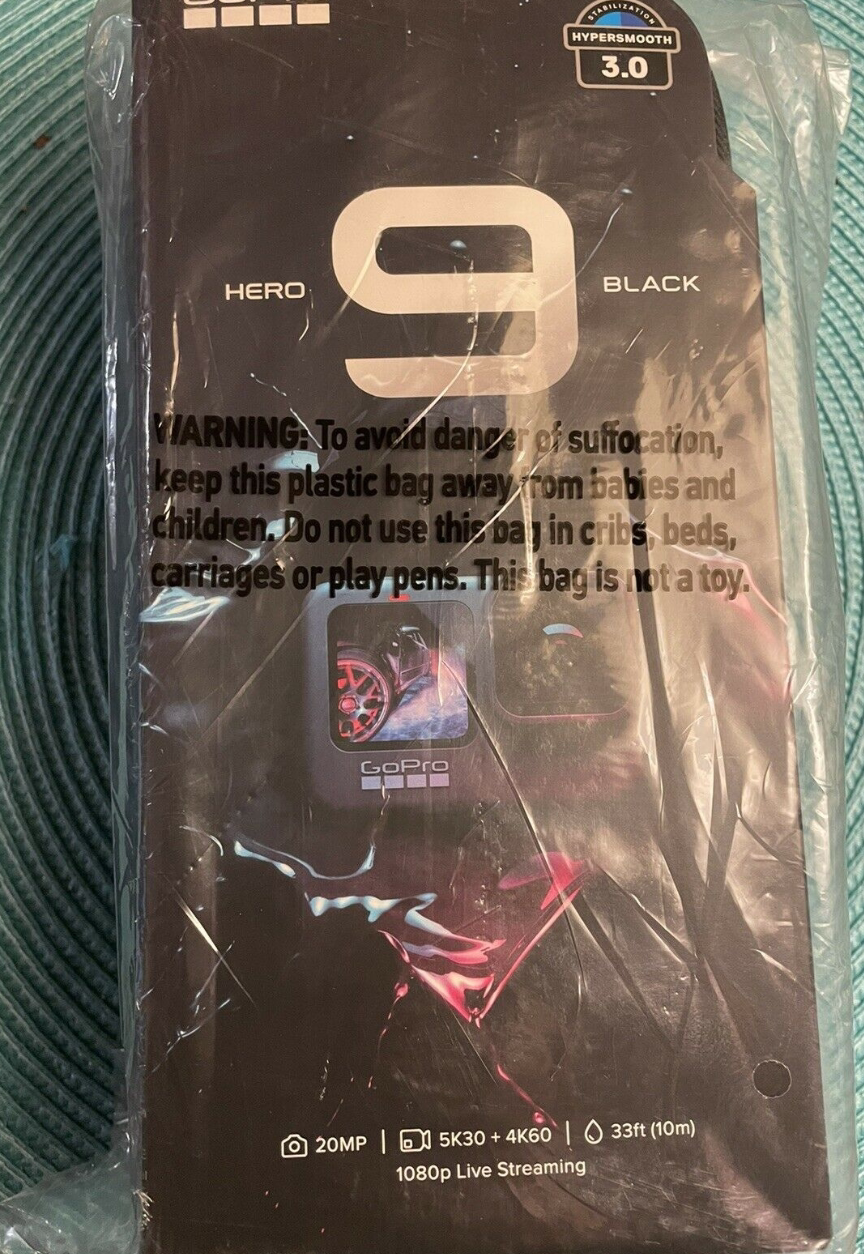 STABILIZATION
HYPERSMOOTH
3.0
9
HERO
BLACK
WARNING: To avoid danger of suffocation,
keep this plastic bag away from babies and
children. Do not use this bag in cribs, beds,
carriages or play pens. This bag is not a toy.
GoPro
20MP | 5K30 + 4K60 | 33ft (10m)
1080p Live Streaming